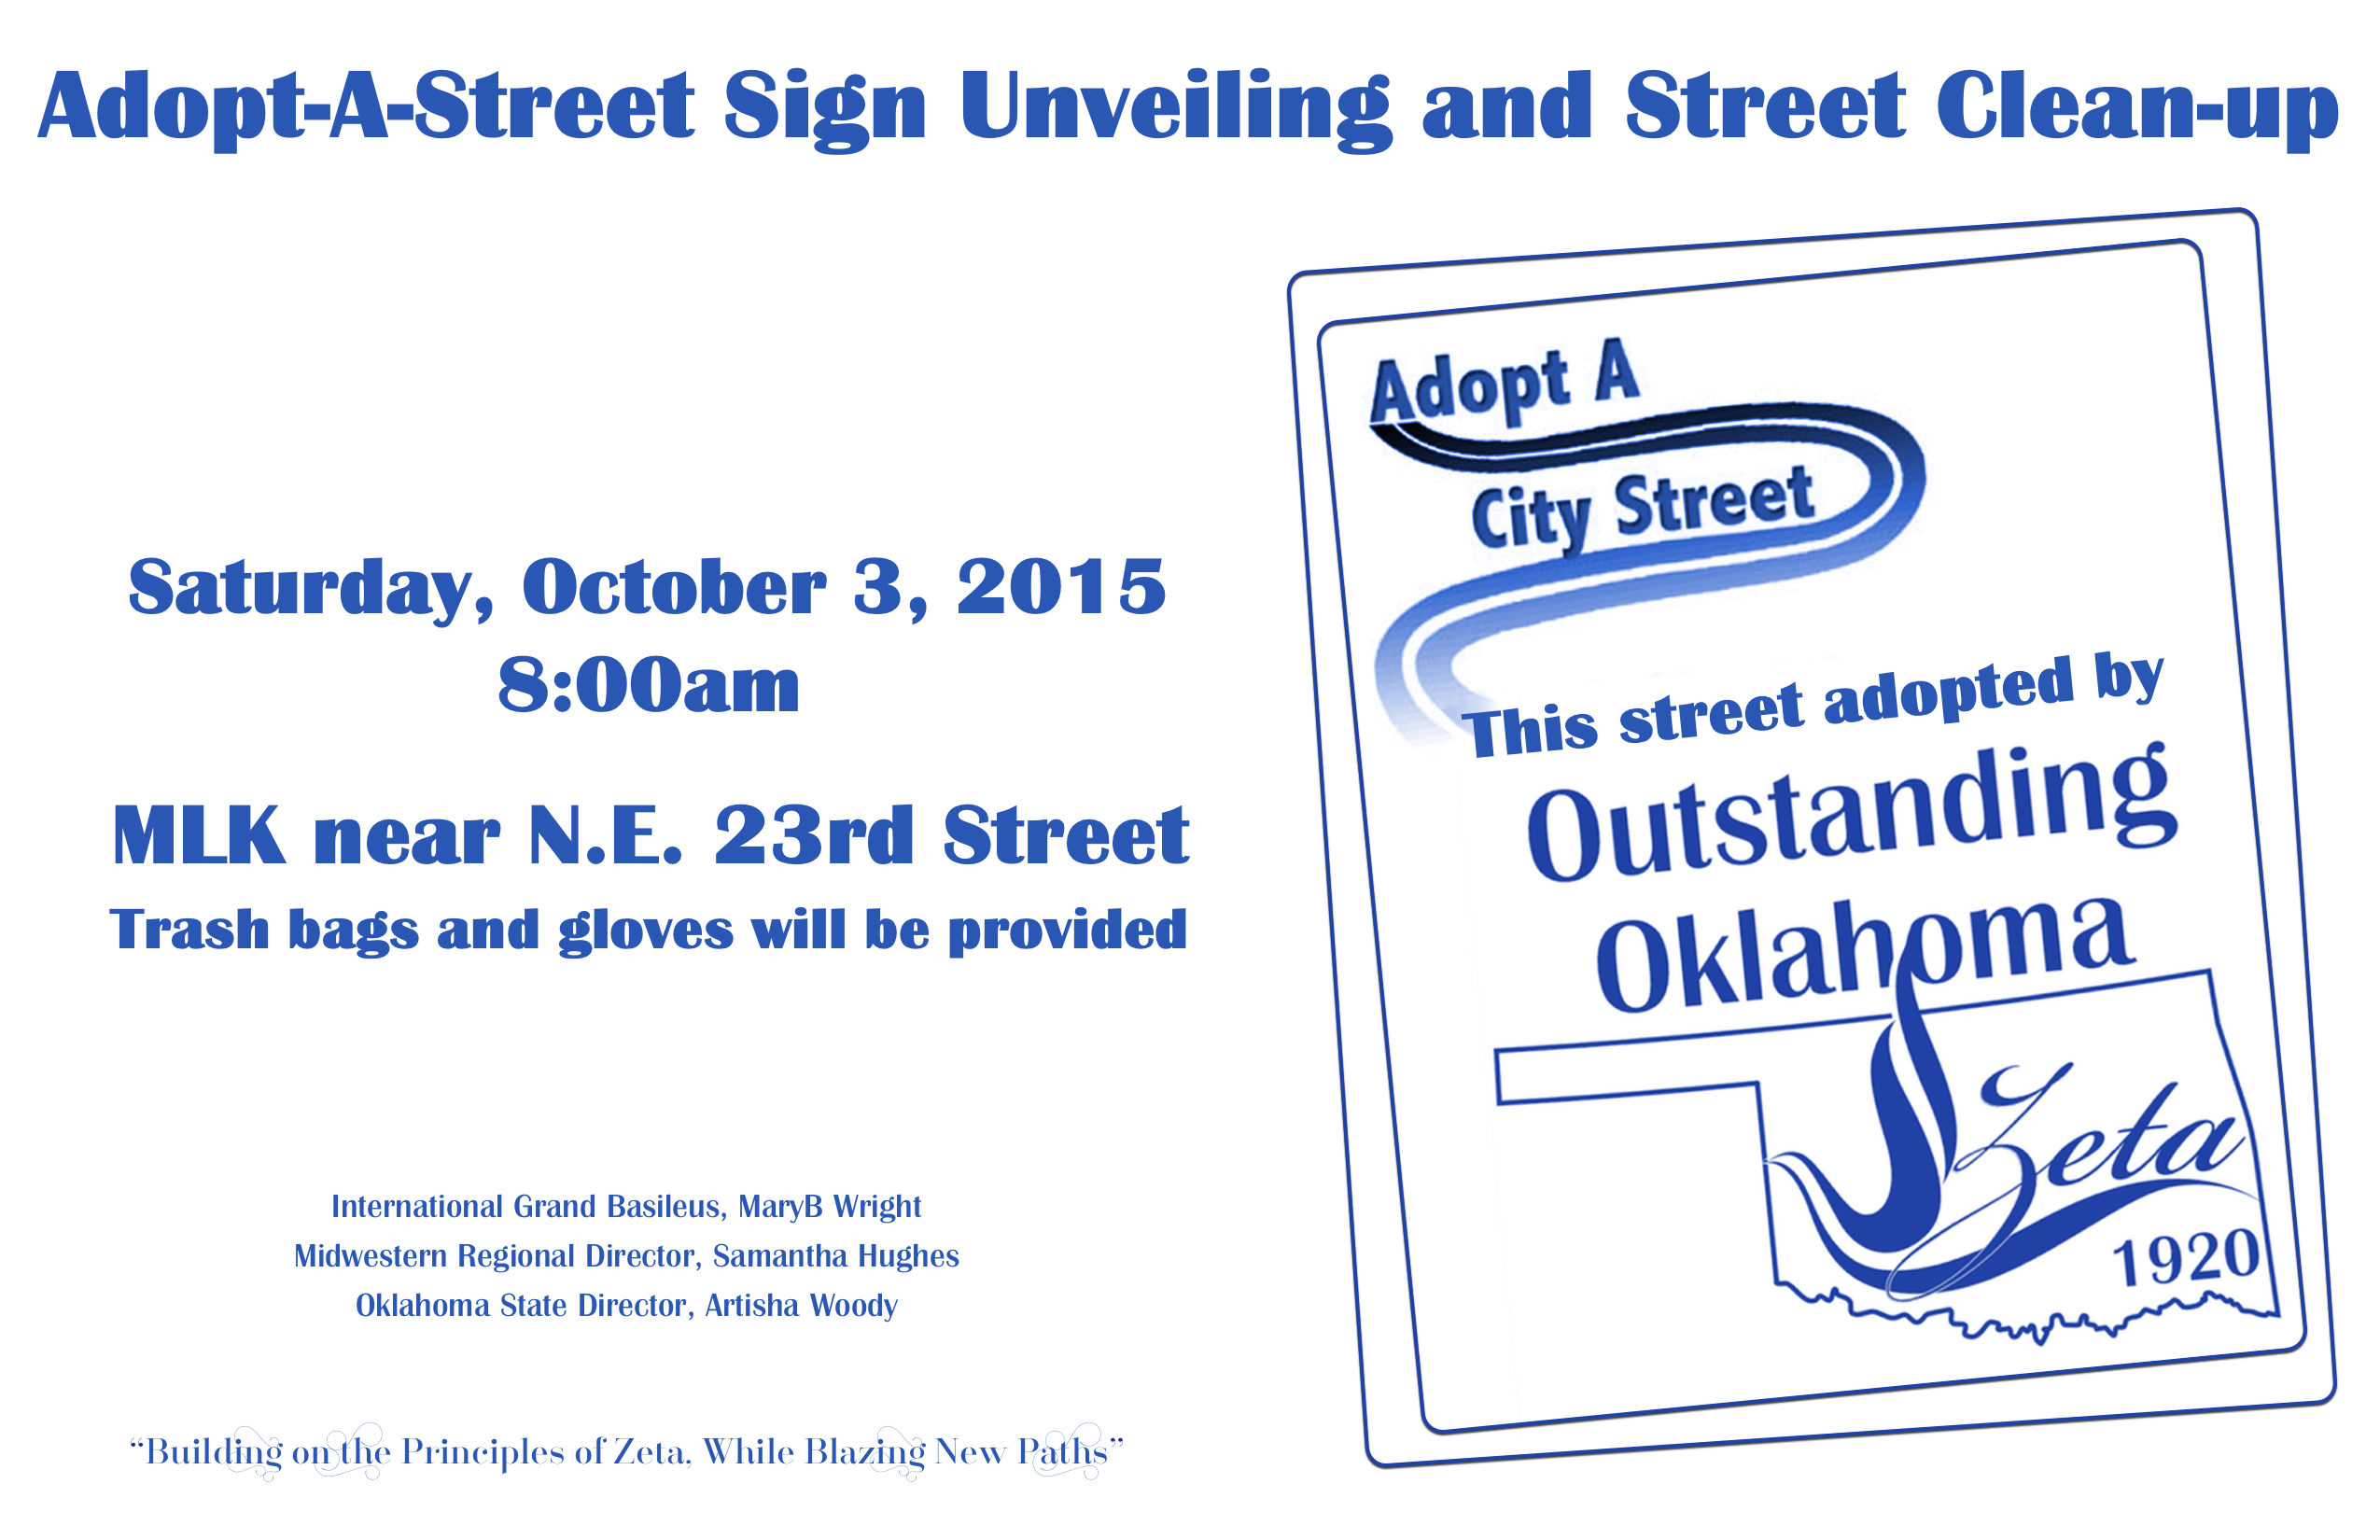 Adopt-A-Street Sign Unveiling and Street Clean-up
Saturday, October 3, 2015
8:00am
MLK near N.E. 23rd Street
Trash bags and gloves will be provided
International Grand Basileus, MaryB Wright
Midwestern Regional Director, Samantha Hughes
Oklahoma State Director, Artisha Woody
“Building on the Principles of Zeta, While Blazing New Paths”
Adopt A
City Street
This street adopted by
Outstanding
Oklahoma
Zeta
1920